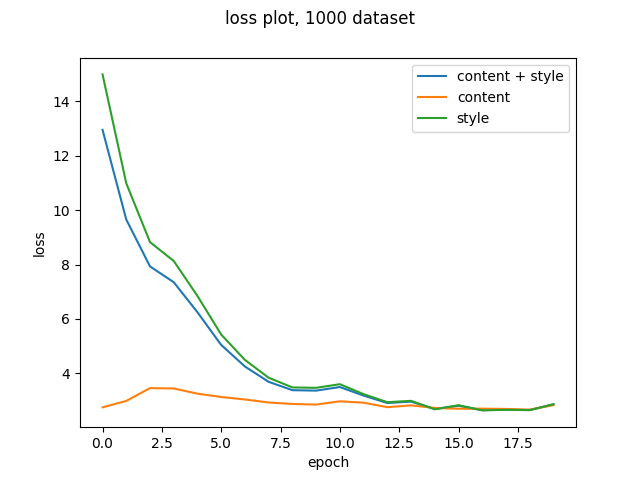 loss plot, 1000 dataset
content + style
content
style
14
12
10
8
6
4
loss
0.0 2.5 5.0 7.5 10.0 12.5 15.0 17.5
epoch